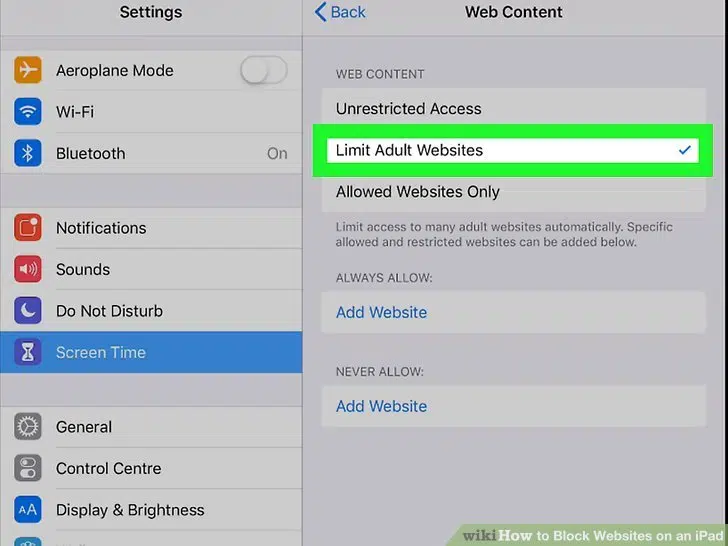 Settings
Aeroplane Mode
Wi-Fi
Bluetooth On
Notifications
Sounds
Do Not Disturb
Screen Time
General
Control Centre
AA Display & Brightness
Back Web Content
WEB CONTENT
Unrestricted Access
Limit Adult Websites
Allowed Websites Only
Limit access to many adult websites automatically. Specific
allowed and restricted websites can be added below.
ALWAYS ALLOW:
Add Website
NEVER ALLOW:
Add Website
wikiHow to Block Websites on an iPad